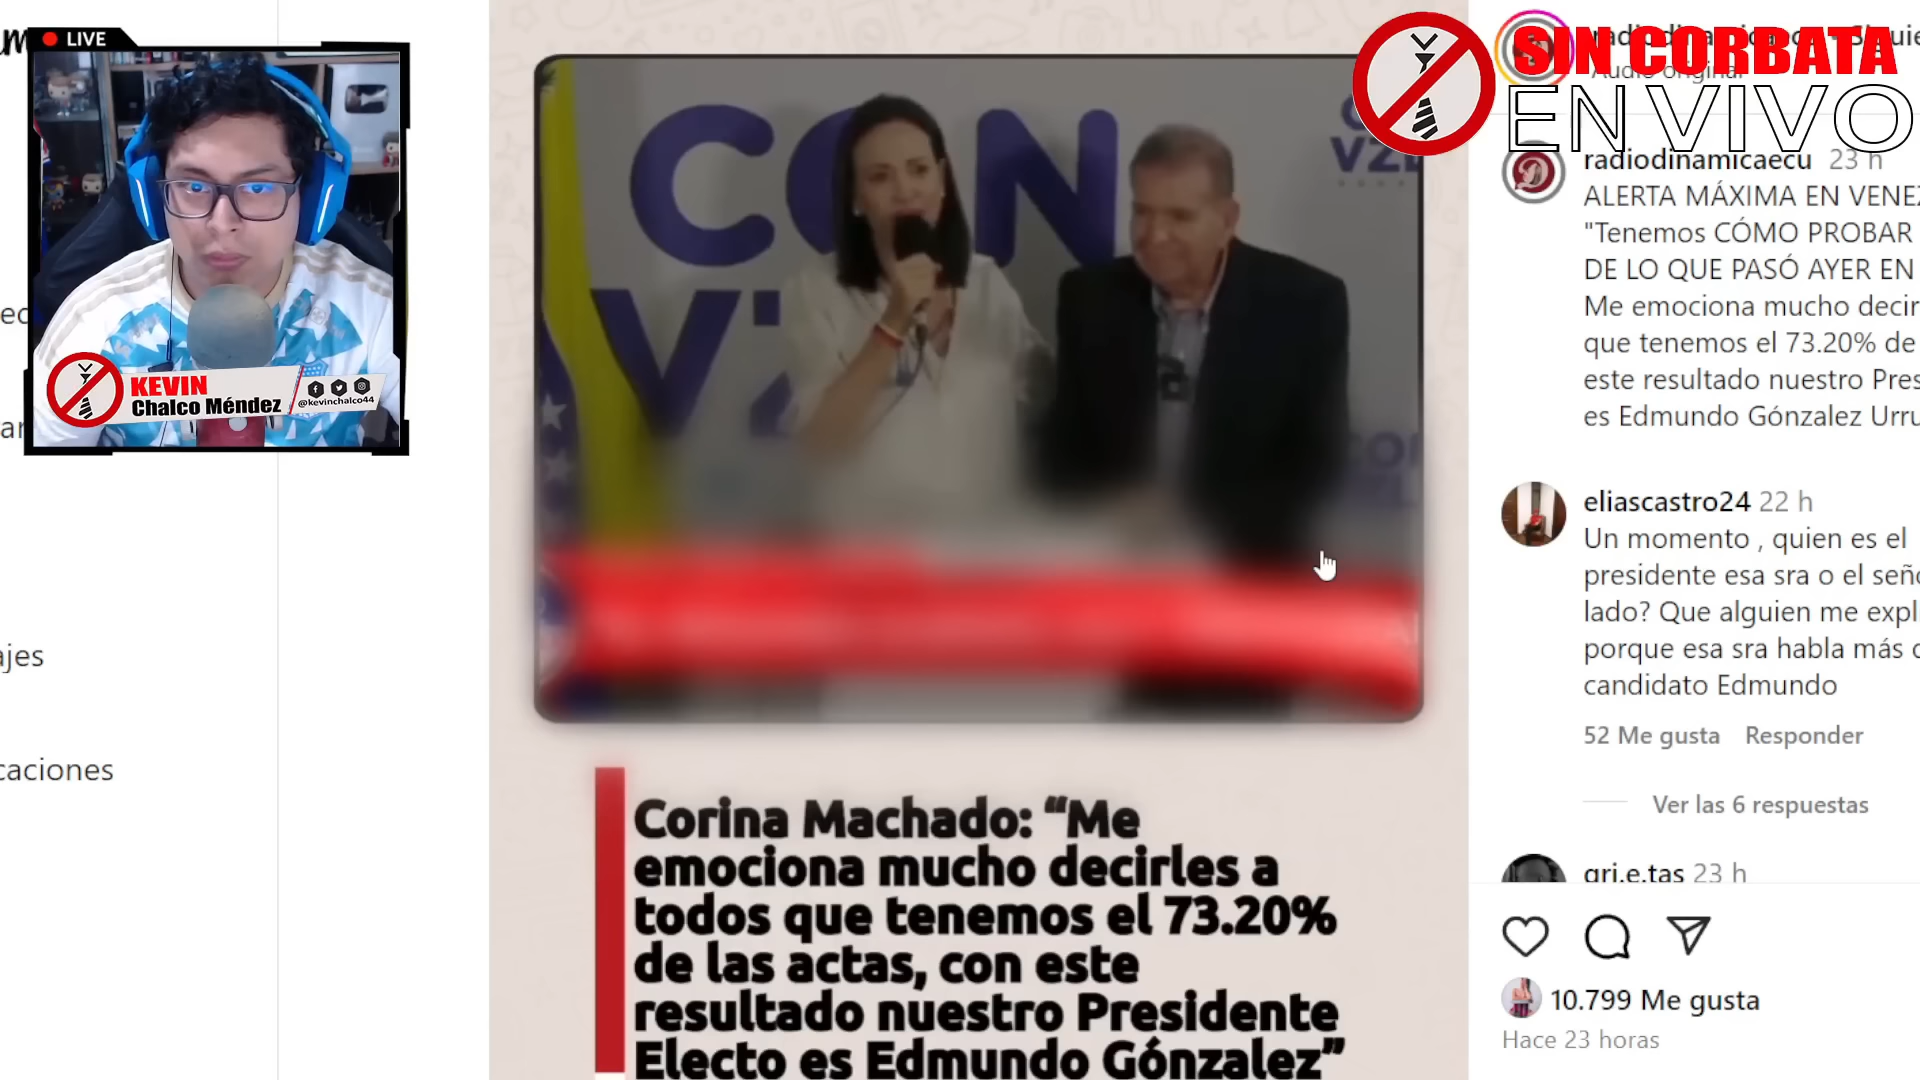 LIVE
KEVIN
Chalco Méndez
@kevinchalco44
ajes
caciones
CON
VZL
Corina Machado: “Me
emociona mucho decirles a
todos que tenemos el 73.20%
de las actas, con este
resultado nuestro Presidente
Electo es Edmundo Gónzalez”
SIN CORBATA
EN VIVO
Audio original
radiodinamicaecu 23 h
ALERTA MÁXIMA EN VENEZ
"Tenemos CÓMO PROBAR
DE LO QUE PASÓ AYER EN
Me emociona mucho decir
que tenemos el 73.20% de
este resultado nuestro Pres
es Edmundo Gónzalez Urru
eliascastro24 22 h
Un momento , quien es el
presidente esa sra o el seño
lado? Que alguien me expli
porque esa sra habla más
candidato Edmundo
52 Me gusta Responder
Ver las 6 respuestas
gri.e.tas 23 h
10.799 Me gusta
Hace 23 horas